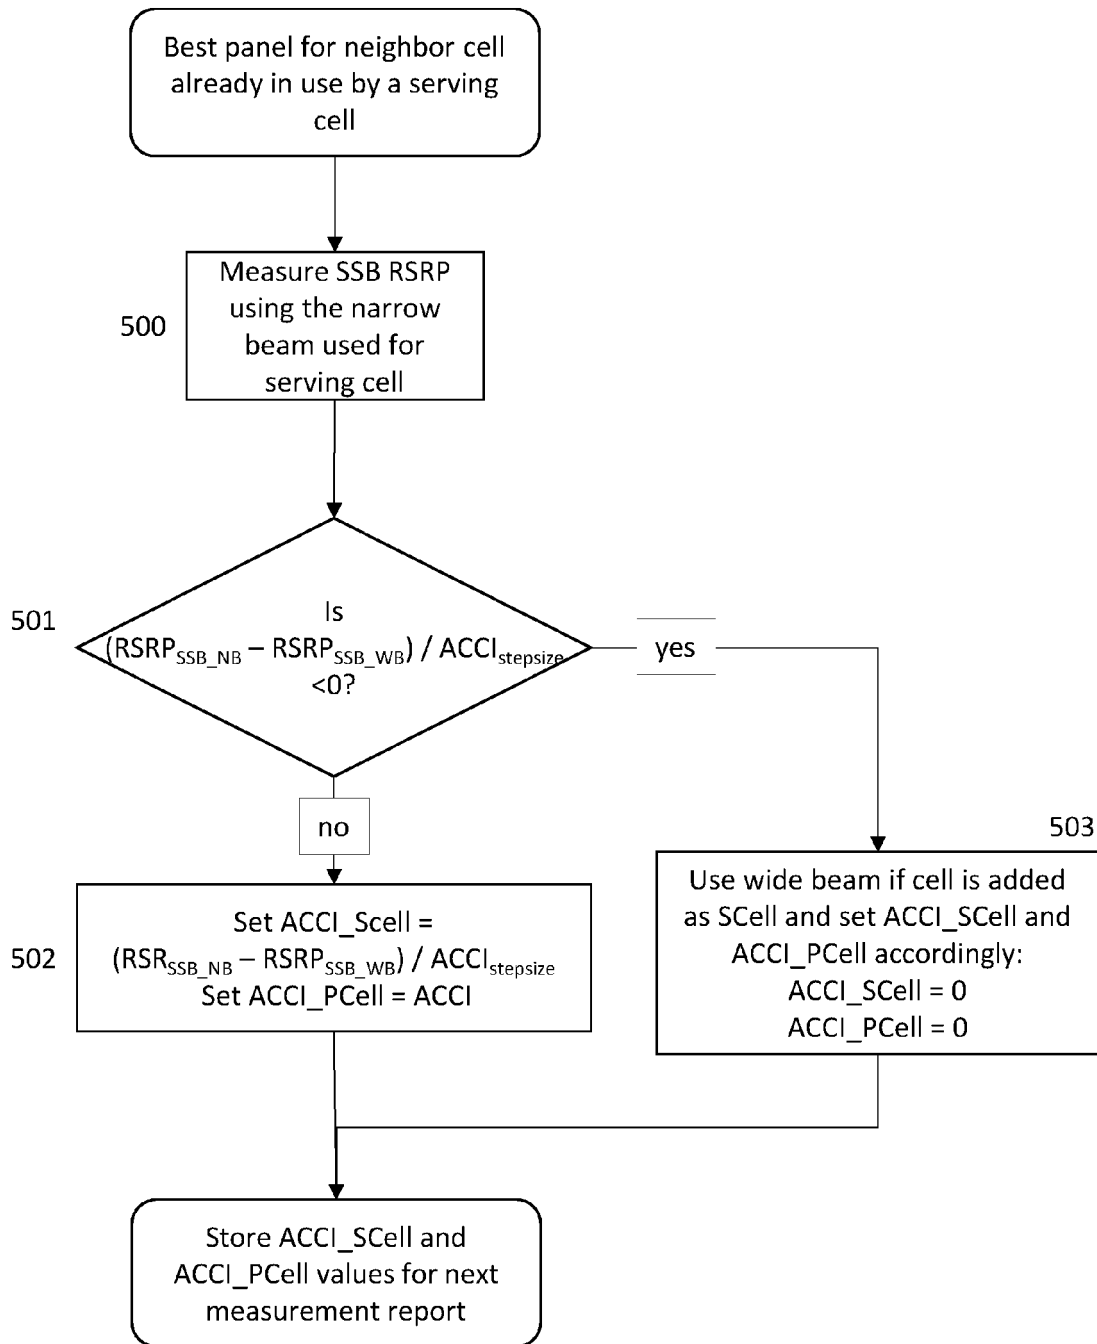 Best panel for neighbor cell
already in use by a serving
cell
500
Measure SSB RSRP
using the narrow
beam used for
serving cell
501
Is
(RSRPSSB_NB – RSRPSSB_WB) / ACCIstepsize
<0?
yes
no
502
Set ACCI_Scell =
(RSRSSB_NB – RSRPSSB_WB) / ACCIstepsize
Set ACCI_PCell = ACCI
503
Use wide beam if cell is added
as SCell and set ACCI_SCell and
ACCI_PCell accordingly:
ACCI_SCell = 0
ACCI_PCell = 0
Store ACCI_SCell and
ACCI_PCell values for next
measurement report